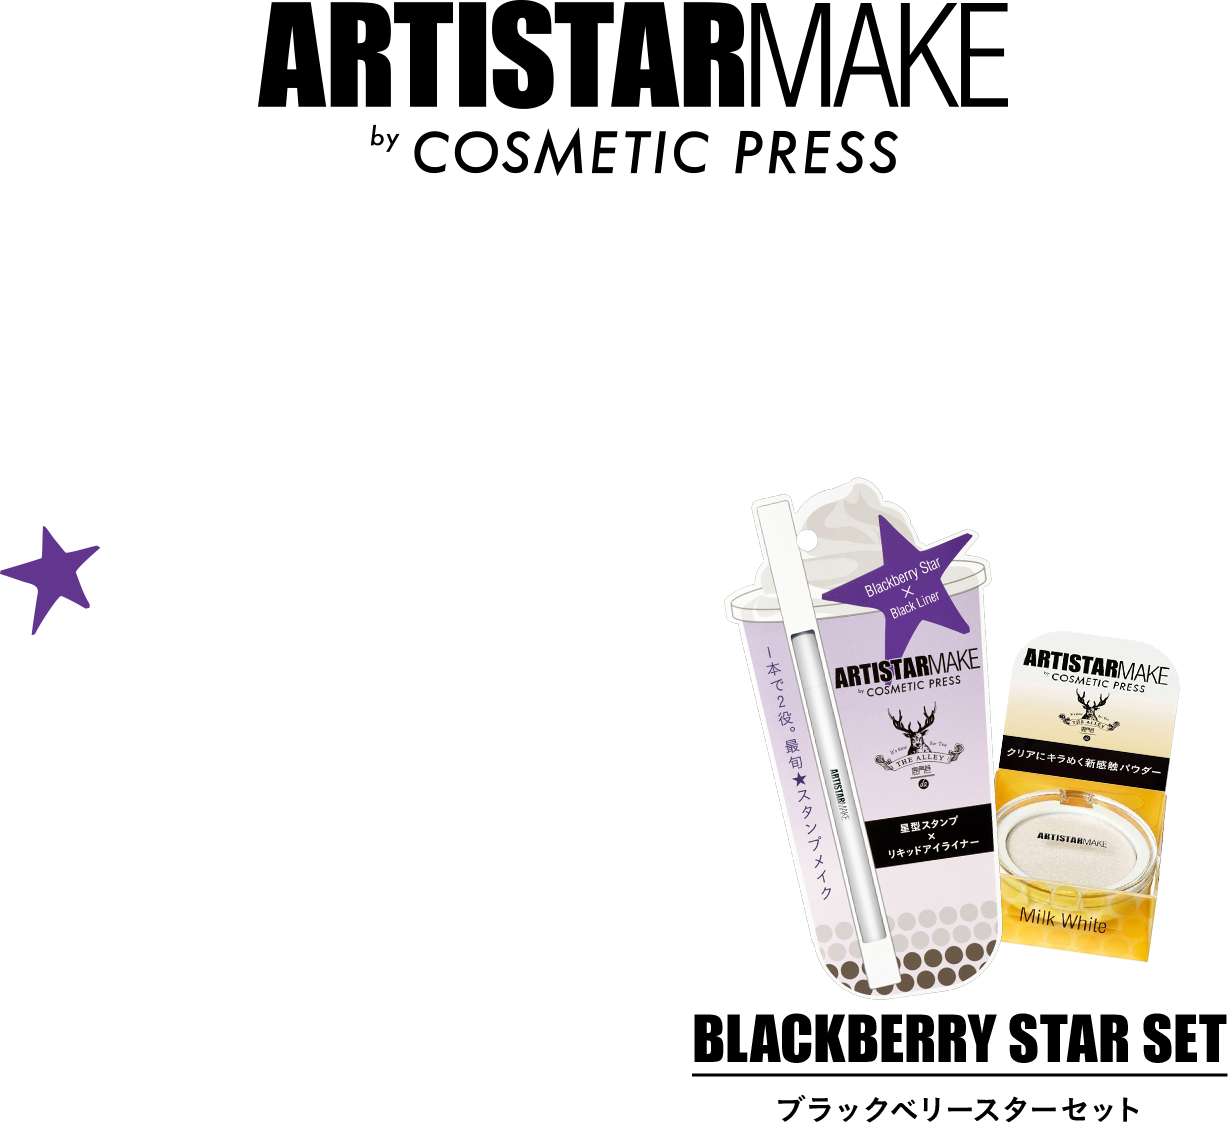 ARTISTARMAKE
by COSMETIC PRESS
Blackberry Star
×
Black Liner
ARTISTARMAKE
by COSMETIC PRESS
THE ALLEY
星型スタンプ
×
リキッドアイライナー
1本で2役。最旬★スタンプメイク
ARTISTARMAKE
ARTISTARMAKE
by COSMETIC PRESS
THE ALLEY
クリアにキラめく新感触パウダー
ARTISTARMAKE
Milk White
BLACKBERRY STAR SET
ブラックベリースターセット